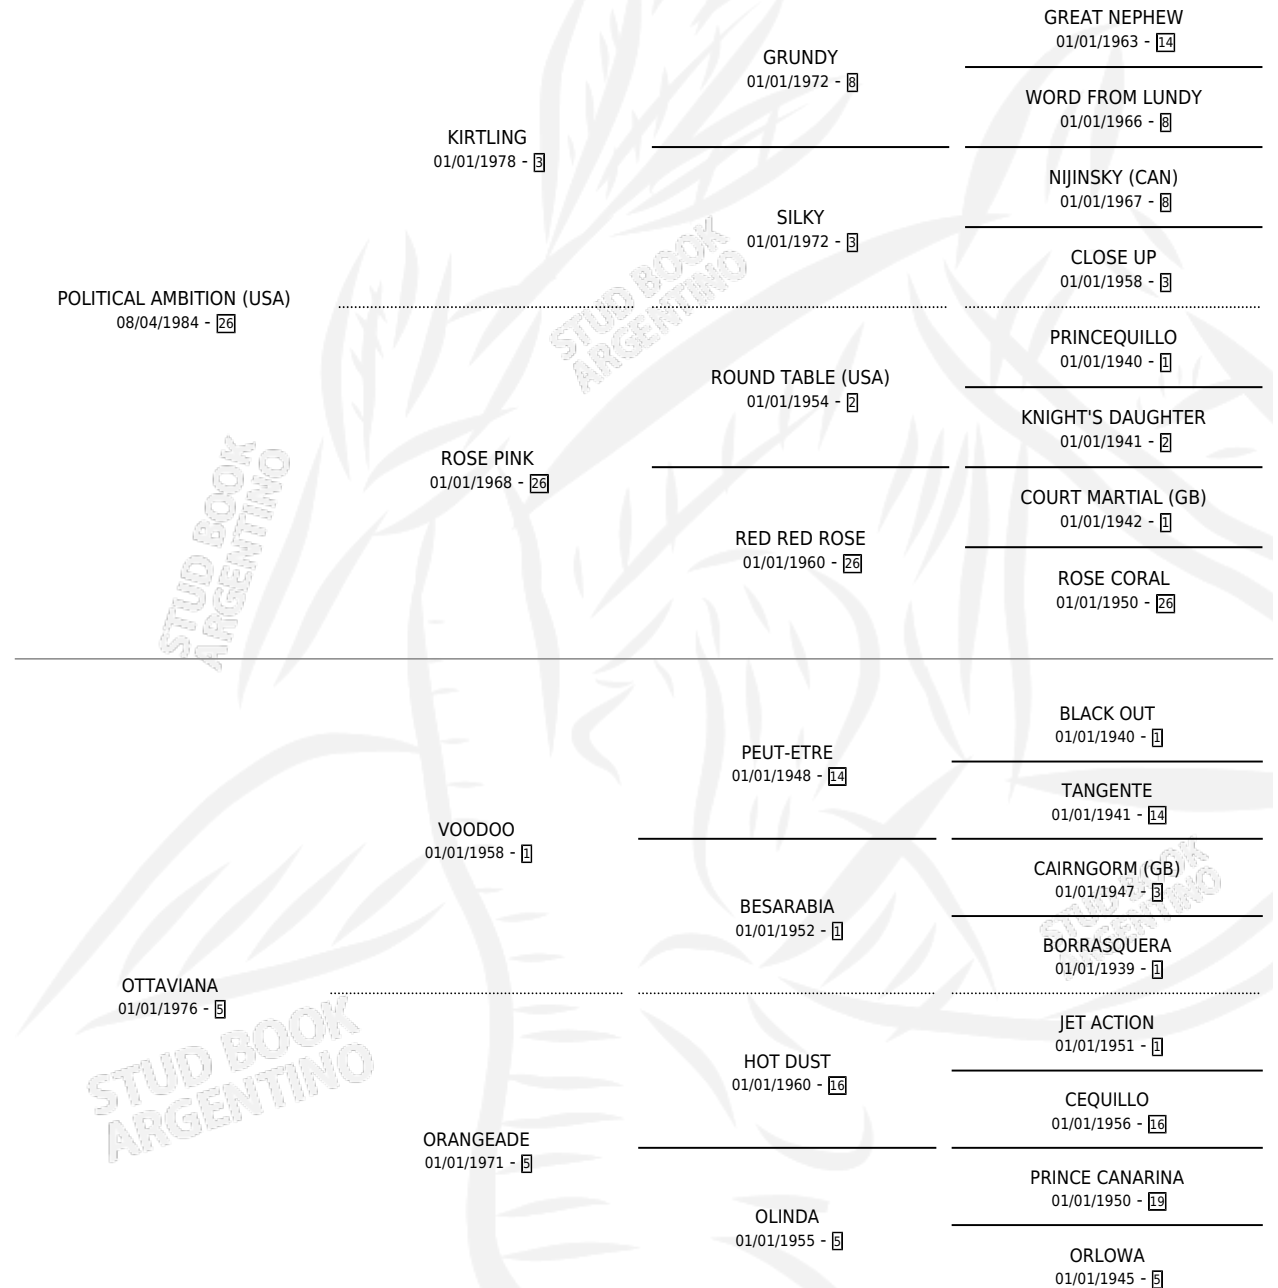 GREAT NEPHEW
01/01/1963 - 14
GRUNDY
01/01/1972 - 8
WORD FROM LUNDY
01/01/1966 - 8
KIRTLING
01/01/1978 - 3
NIJINSKY (CAN)
01/01/1967 - 8
SILKY
01/01/1972 - 3
CLOSE UP
01/01/1958 - 3
POLITICAL AMBITION (USA)
08/04/1984 - 26
PRINCEQUILLO
01/01/1940 - 1
ROUND TABLE (USA)
01/01/1954 - 2
KNIGHT'S DAUGHTER
01/01/1941 - 2
ROSE PINK
01/01/1968 - 26
COURT MARTIAL (GB)
01/01/1942 - 1
RED RED ROSE
01/01/1960 - 26
ROSE CORAL
01/01/1950 - 26
BLACK OUT
01/01/1940 - 1
PEUT-ETRE
01/01/1948 - 14
TANGENTE
01/01/1941 - 14
VOODOO
01/01/1958 - 1
CAIRNGORM (GB)
01/01/1947 - 3
BESARABIA
01/01/1952 - 1
BORRASQUERA
01/01/1939 - 1
OTTAVIANA
01/01/1976 - 5
JET ACTION
01/01/1951 - 1
HOT DUST
01/01/1960 - 16
CEQUILLO
01/01/1956 - 16
ORANGEADE
01/01/1971 - 5
PRINCE CANARINA
01/01/1950 - 19
OLINDA
01/01/1955 - 5
ORLOWA
01/01/1945 - 5
STUD BOOK
ARGENTINO
STUD BOOK
ARGENTINO
STUD BOOK
ARGENTINO
STUD BOOK
ARGENTINO